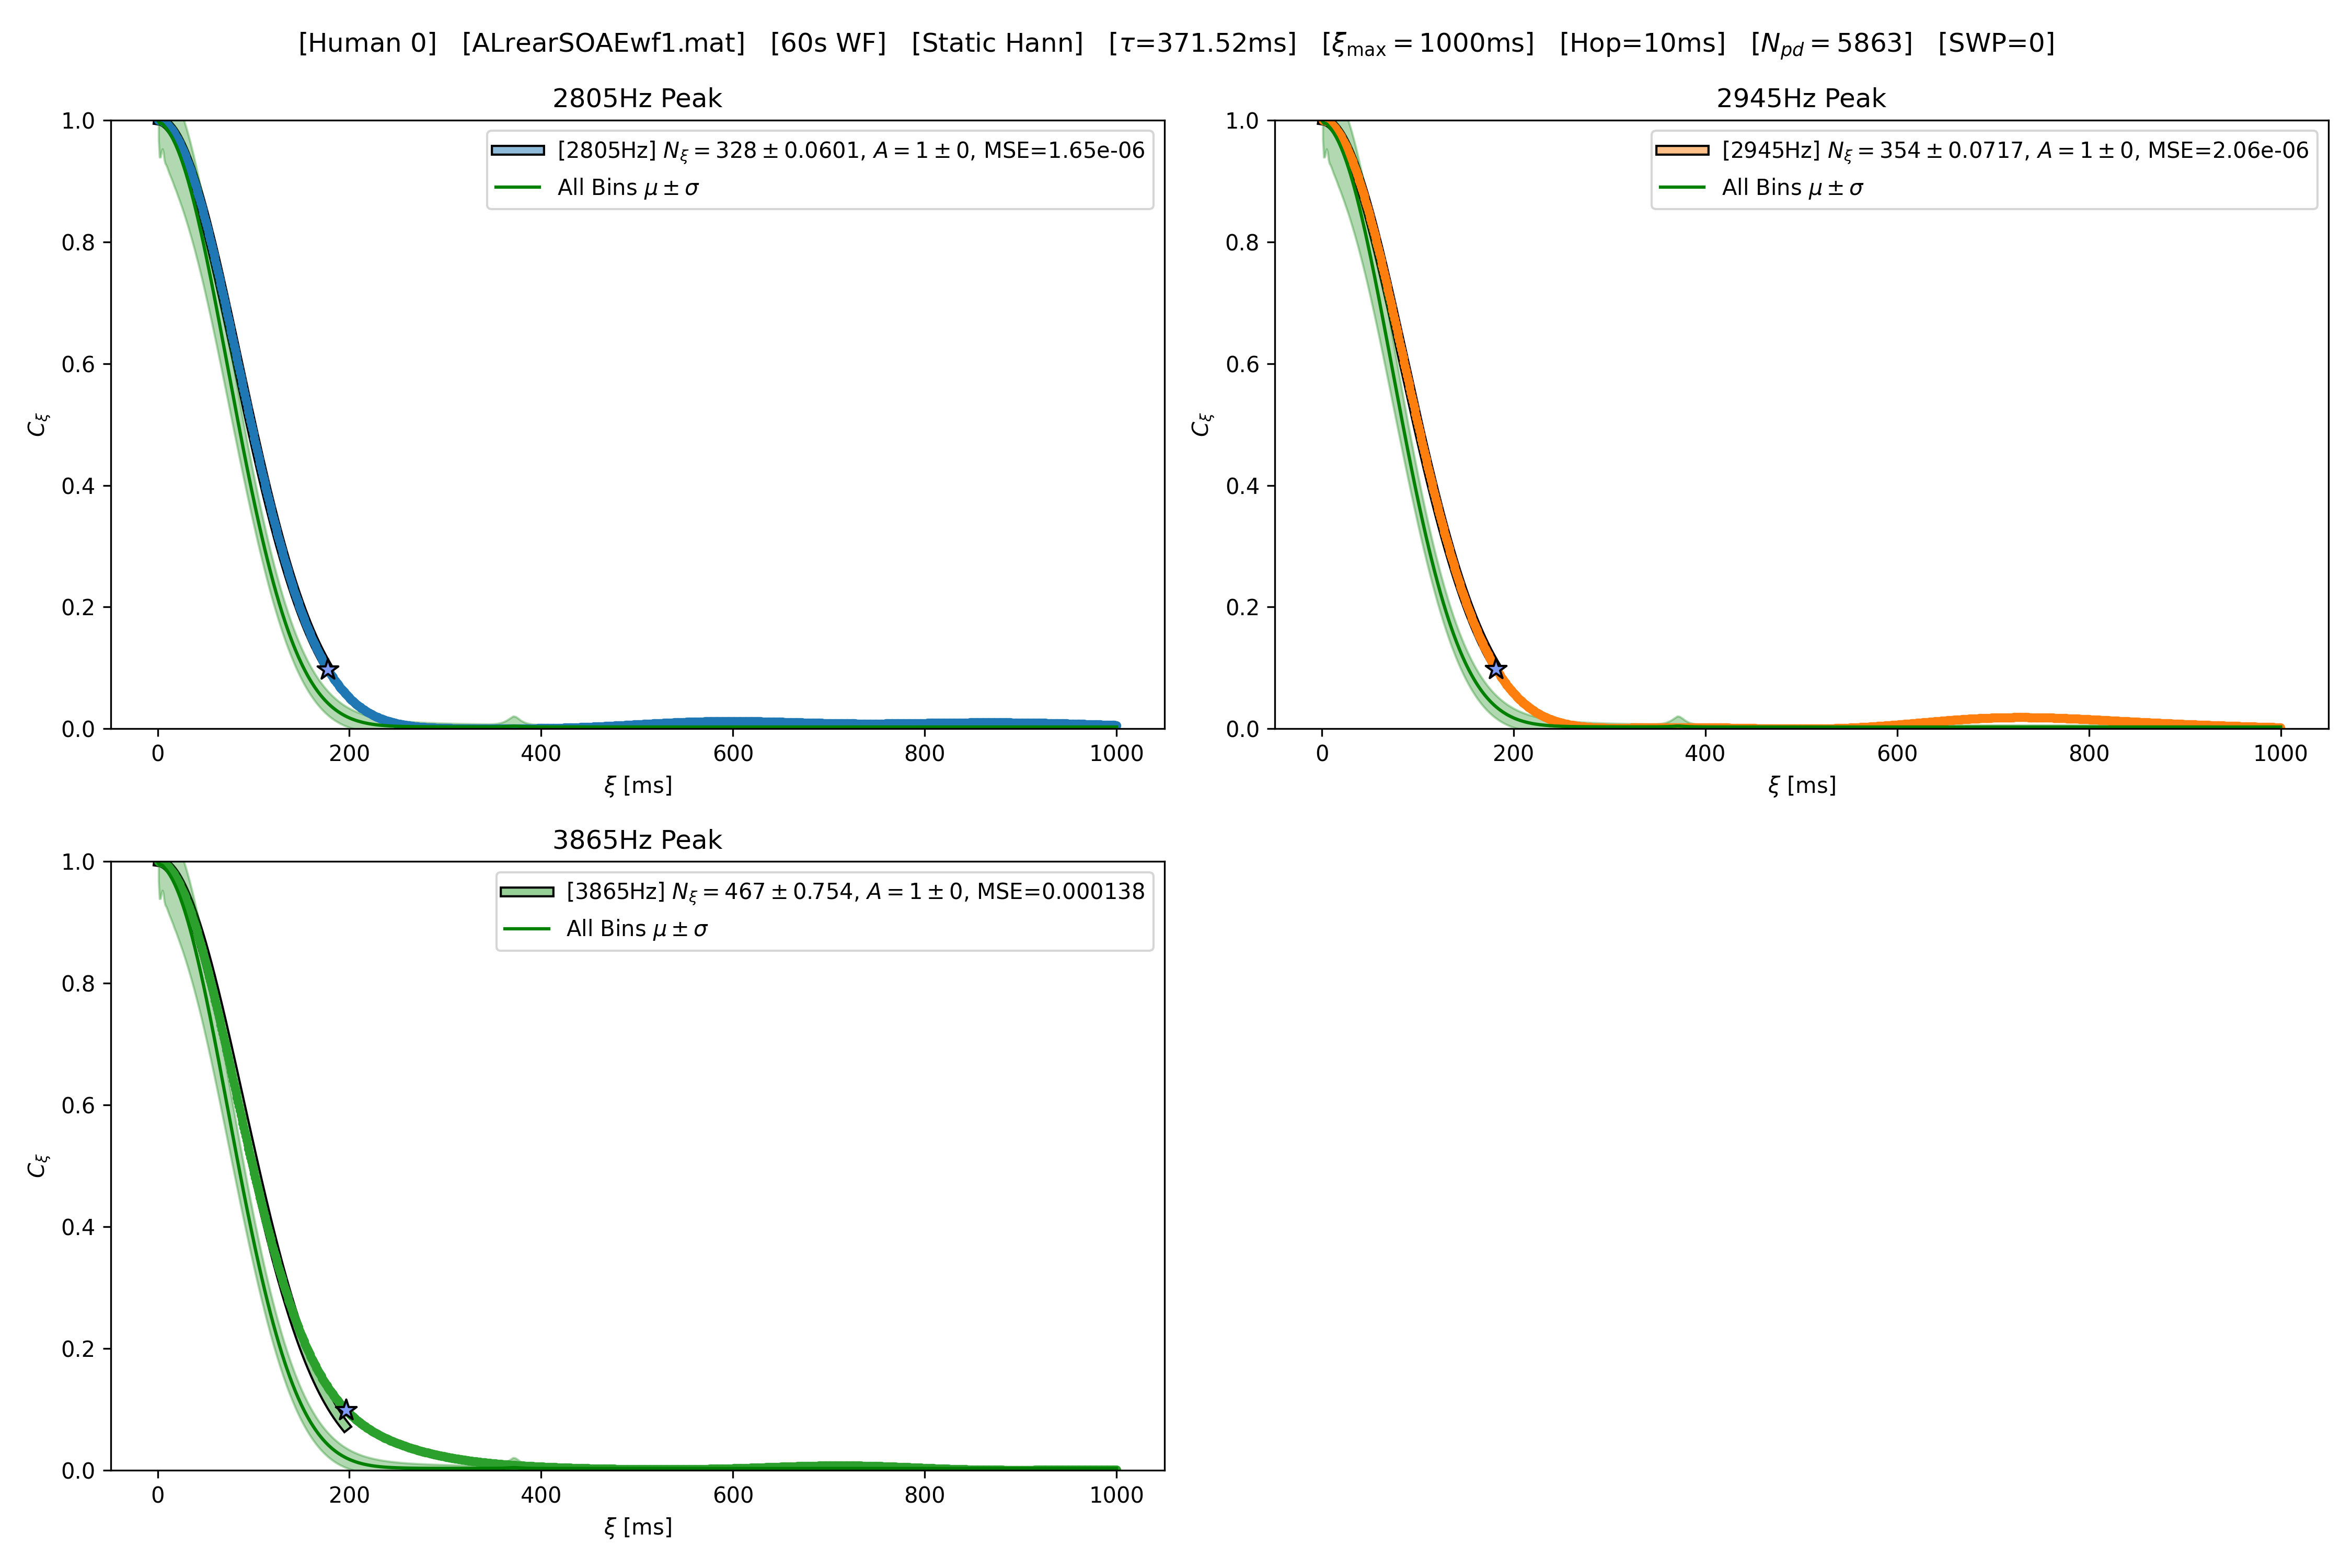 [Human 0] [ALrearSOAEwf1.mat] [60s WF] [Static Hann] [τ=371.52ms] [ξmax = 1000ms] [Hop=10ms] [Npd = 5863] [SWP=0]
2805Hz Peak
1.0
0.8
0.6
0.4
0.2
0.0
Cξ
[2805Hz] Nξ = 328 ± 0.0601, A = 1 ± 0, MSE=1.65e-06
All Bins μ ± σ
0 200 400 600 800 1000
ξ [ms]
2945Hz Peak
1.0
0.8
0.6
0.4
0.2
0.0
Cξ
[2945Hz] Nξ = 354 ± 0.0717, A = 1 ± 0, MSE=2.06e-06
All Bins μ ± σ
0 200 400 600 800 1000
ξ [ms]
3865Hz Peak
1.0
0.8
0.6
0.4
0.2
0.0
Cξ
[3865Hz] Nξ = 467 ± 0.754, A = 1 ± 0, MSE=0.000138
All Bins μ ± σ
0 200 400 600 800 1000
ξ [ms]